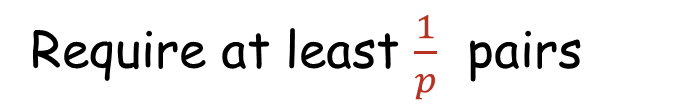 Require at least 1/p pairs